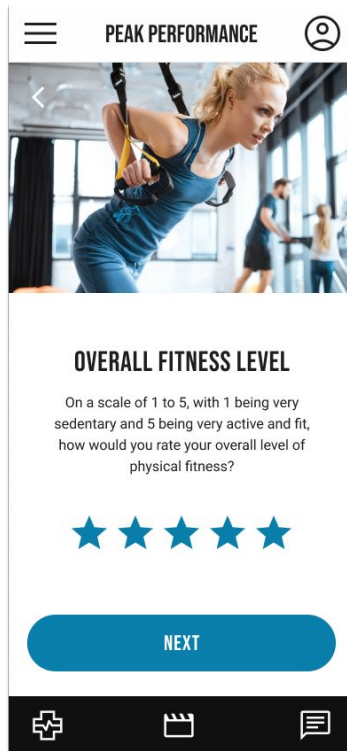 PEAK PERFORMANCE
OVERALL FITNESS LEVEL
On a scale of 1 to 5, with 1 being very
sedentary and 5 being very active and fit,
how would you rate your overall level of
physical fitness?
NEXT